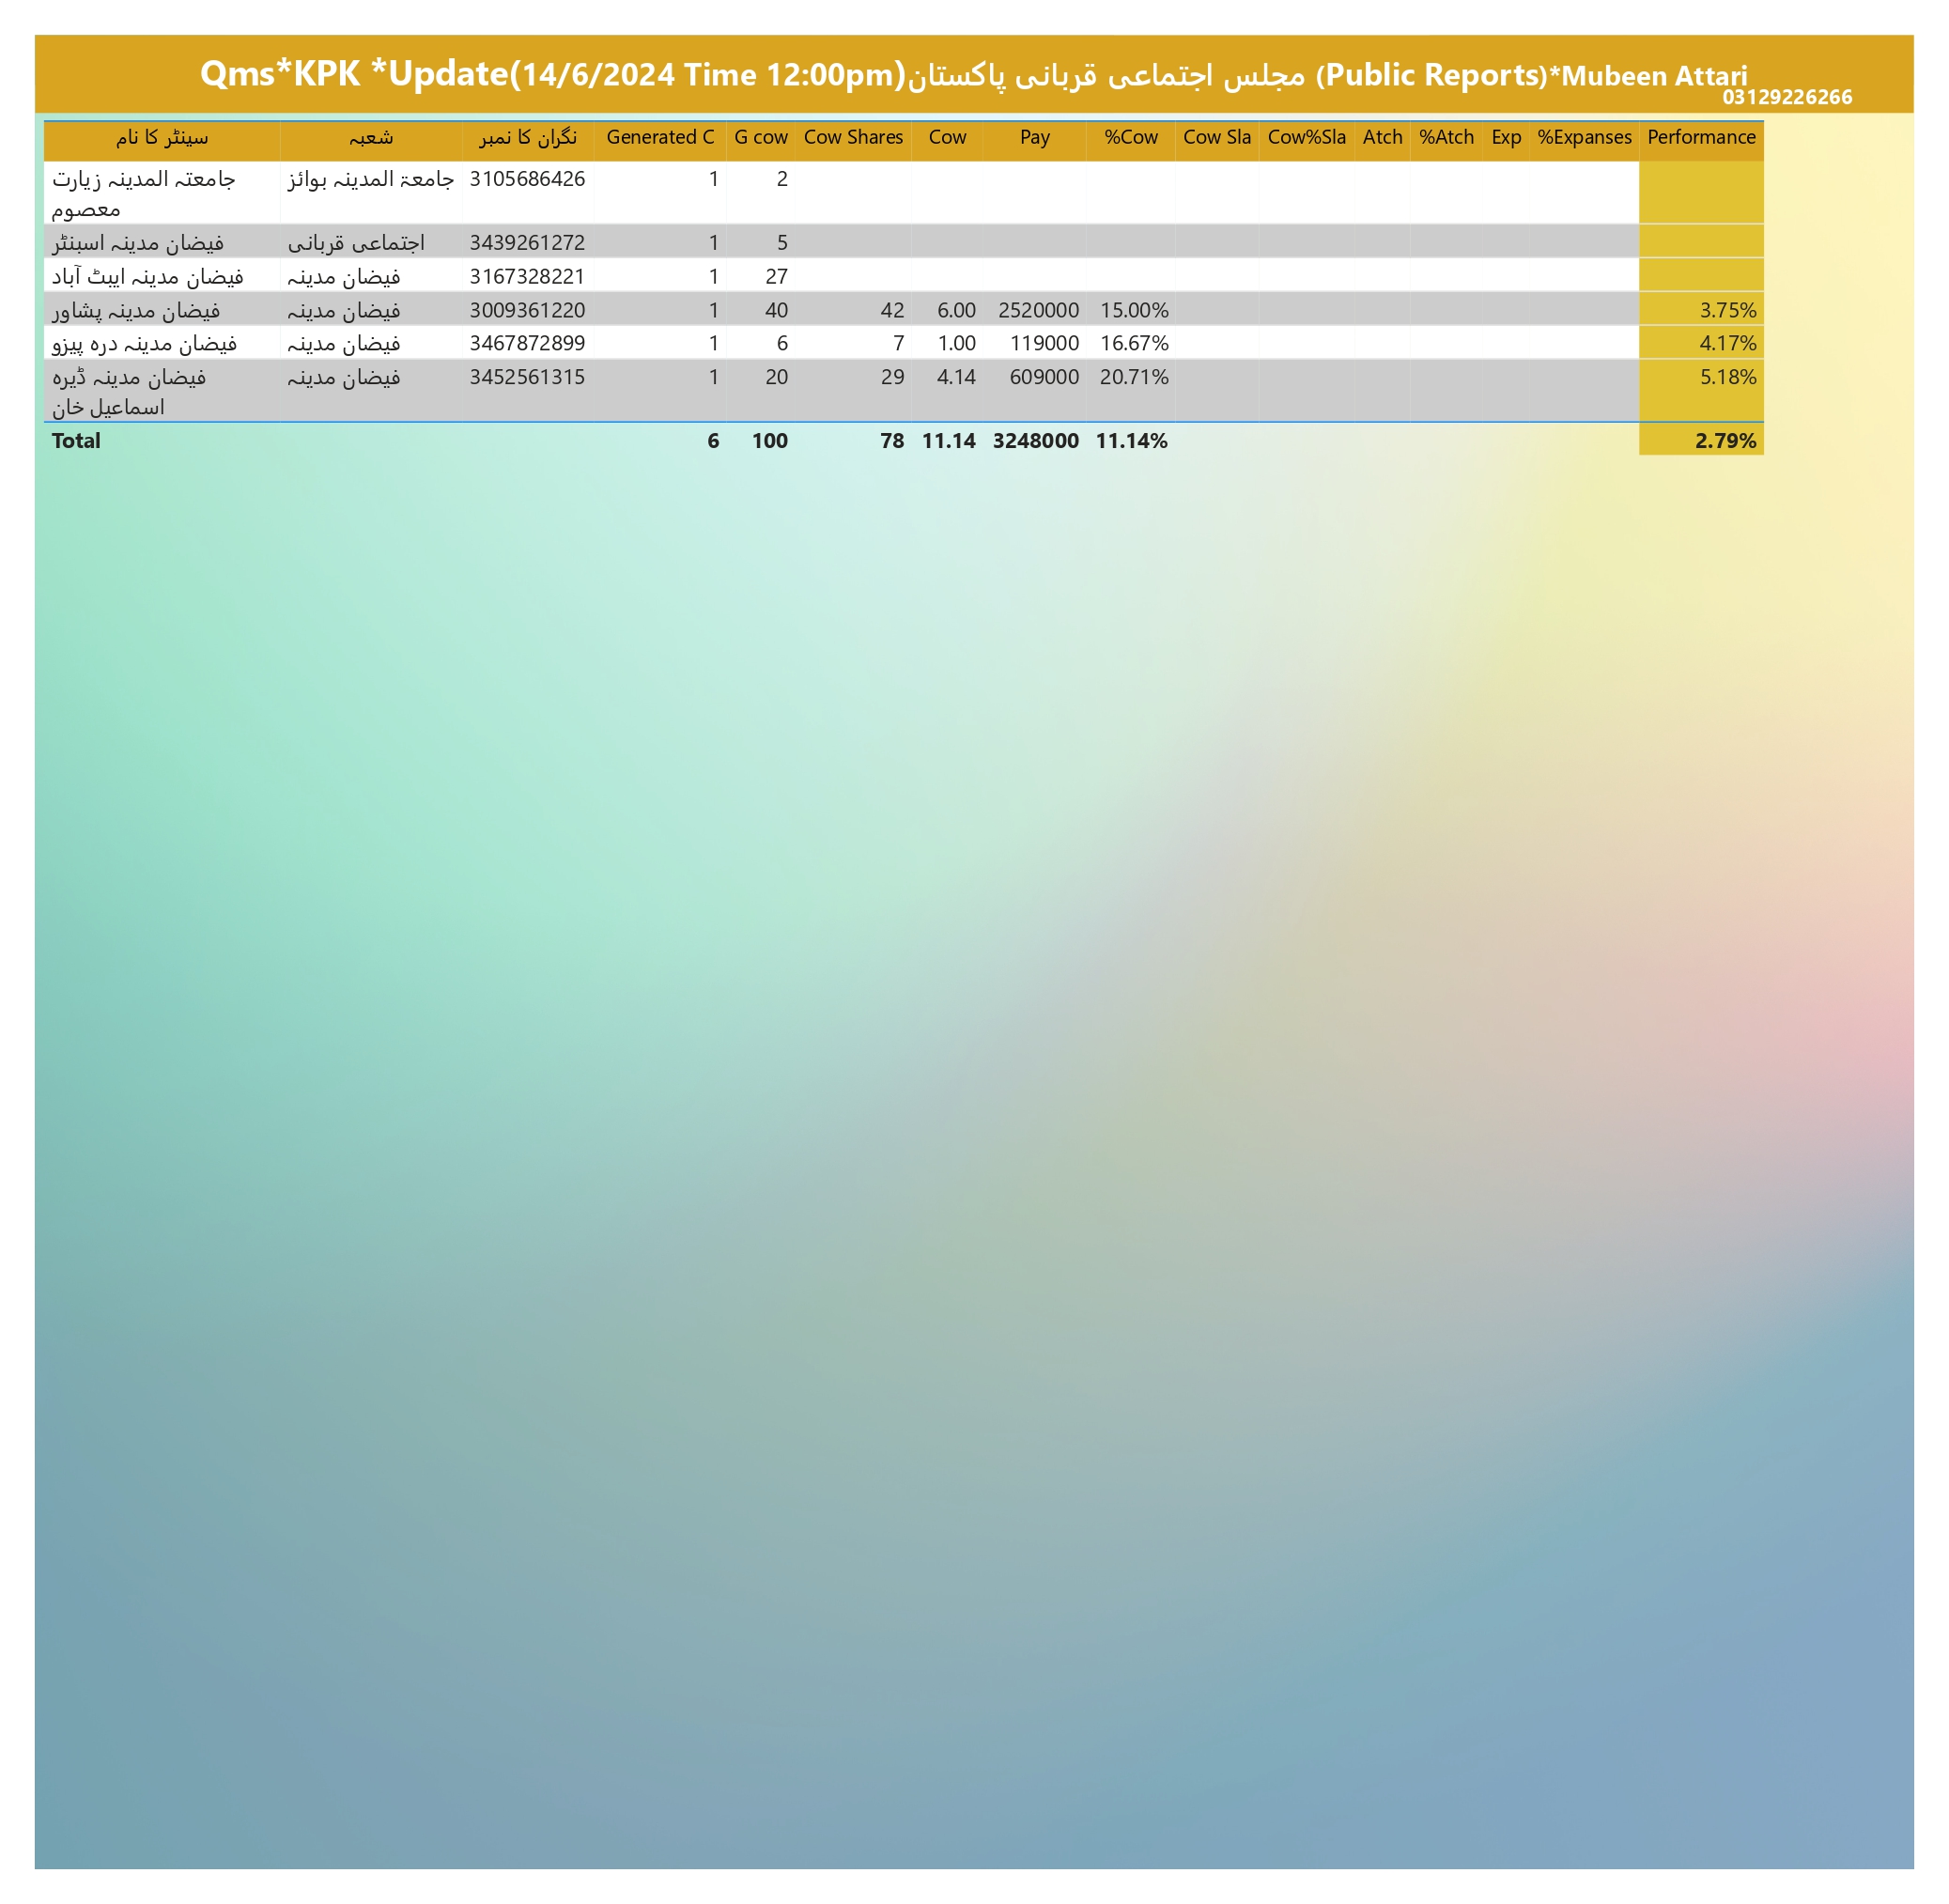 Qms*KPK *Update(14/6/2024 Time 12:00pm)مجلس اجتماعی قربانی پاکستان (Public Reports)*Mubeen Attari
03129226266
سینٹر کا نام شعبہ نگران کا نمبر Generated C G cow Cow Shares Cow Pay %Cow Cow Sla Cow%Sla Atch %Atch Exp %Expanses Performance
جامعتہ المدینہ زیارت جامعۃ المدینہ بوائز 3105686426 1 2
معصوم
فیضان مدینہ اسبنٹر اجتماعی قربانی 3439261272 1 5
فیضان مدینہ ایبٹ آباد فیضان مدینہ 3167328221 1 27
فیضان مدینہ پشاور فیضان مدینہ 3009361220 1 40 42 6.00 2520000 15.00% 3.75%
فیضان مدینہ درہ پیزو فیضان مدینہ 3467872899 1 6 7 1.00 119000 16.67% 4.17%
فیضان مدینہ ڈیرہ فیضان مدینہ 3452561315 1 20 29 4.14 609000 20.71% 5.18%
اسماعیل خان
Total 6 100 78 11.14 3248000 11.14% 2.79%